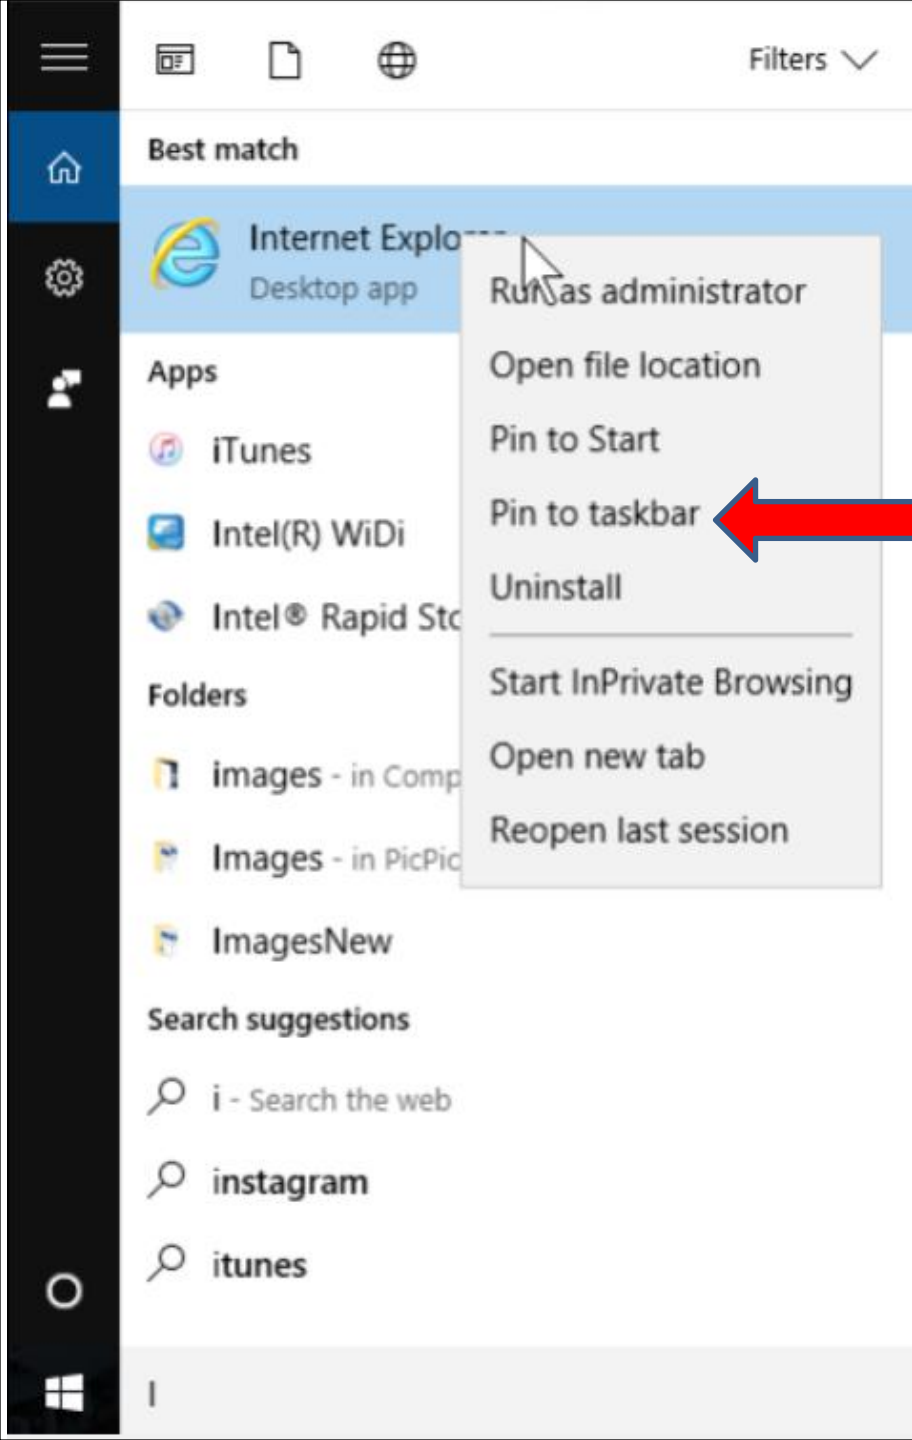 Filters
Best match
Internet Explo
Desktop app
Run as administrator
Open file location
Pin to Start
Pin to taskbar
Uninstall
Start InPrivate Browsing
Open new tab
Reopen last session
Apps
iTunes
Intel(R) WiDi
Intel® Rapid Sto
Folders
images - in Comp
Images - in PicPic
ImagesNew
Search suggestions
i - Search the web
instagram
itunes
I